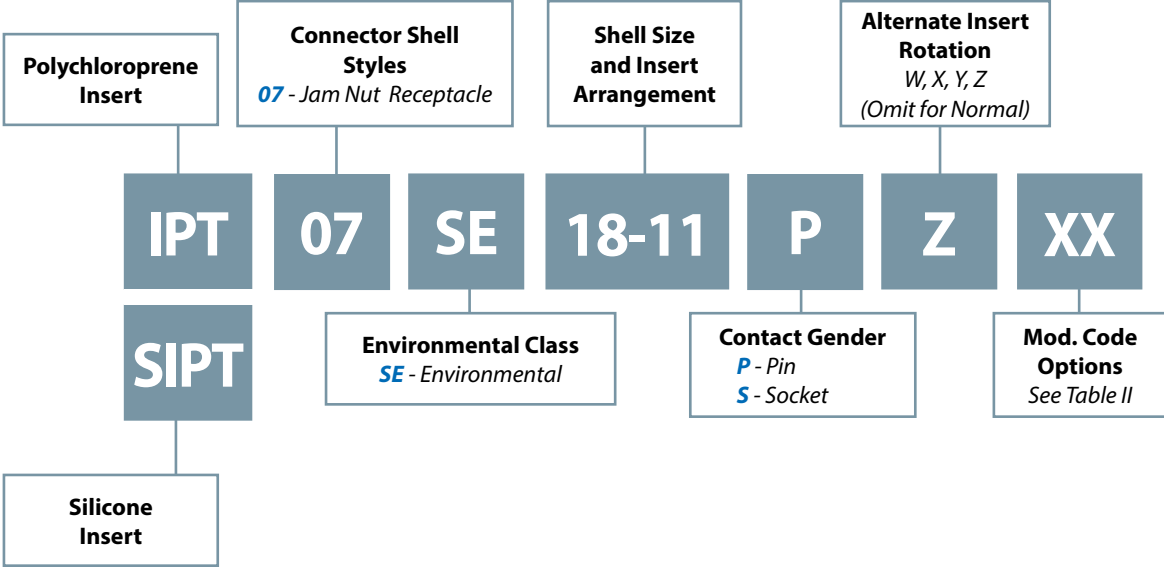 Polychloroprene
Insert
Connector Shell
Styles
07 - Jam Nut Receptacle
Shell Size
and Insert
Arrangement
Alternate Insert
Rotation
W, X, Y, Z
(Omit for Normal)
IPT
07
SE
18-11
P
Z
XX
SIPT
Environmental Class
SE - Environmental
Contact Gender
P - Pin
S - Socket
Mod. Code
Options
See Table II
Silicone
Insert